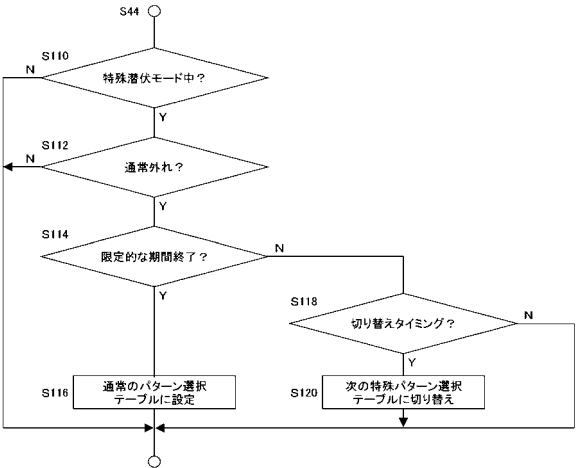 S44
S110
特殊潜伏モード中?
N
Y
S112
通常外れ?
N
Y
S114
限定的な期間終了?
N
Y
S118
切り替えタイミング?
N
Y
S116
通常のパターン選択
テーブルに設定
S120
次の特殊パターン選択
テーブルに切り替え